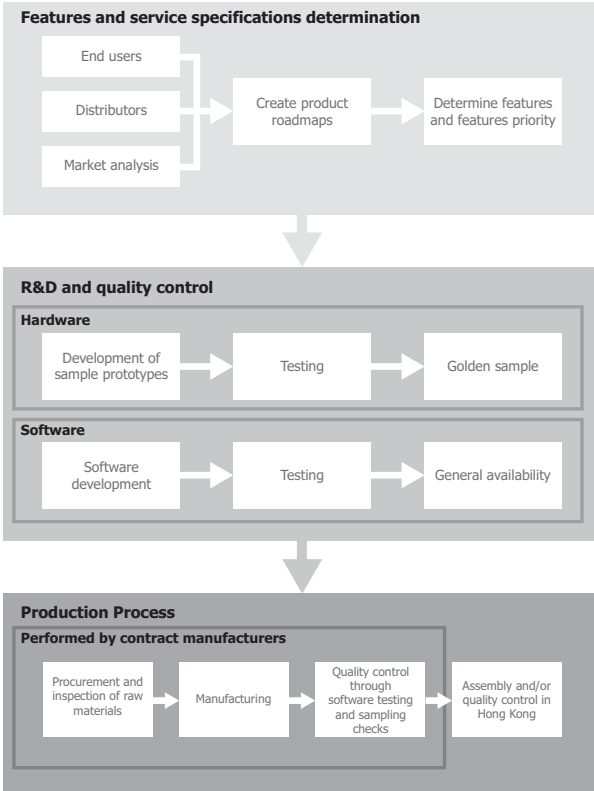 Features and service specifications determination
End users
Distributors
Market analysis
Create product
roadmaps
Determine features
and features priority
R&D and quality control
Hardware
Development of
sample prototypes
Testing
Golden sample
Software
Software
development
Testing
General availability
Production Process
Performed by contract manufacturers
Procurement and
inspection of raw
materials
Manufacturing
Quality control
through
software testing
and sampling
checks
Assembly and/or
quality control in
Hong Kong